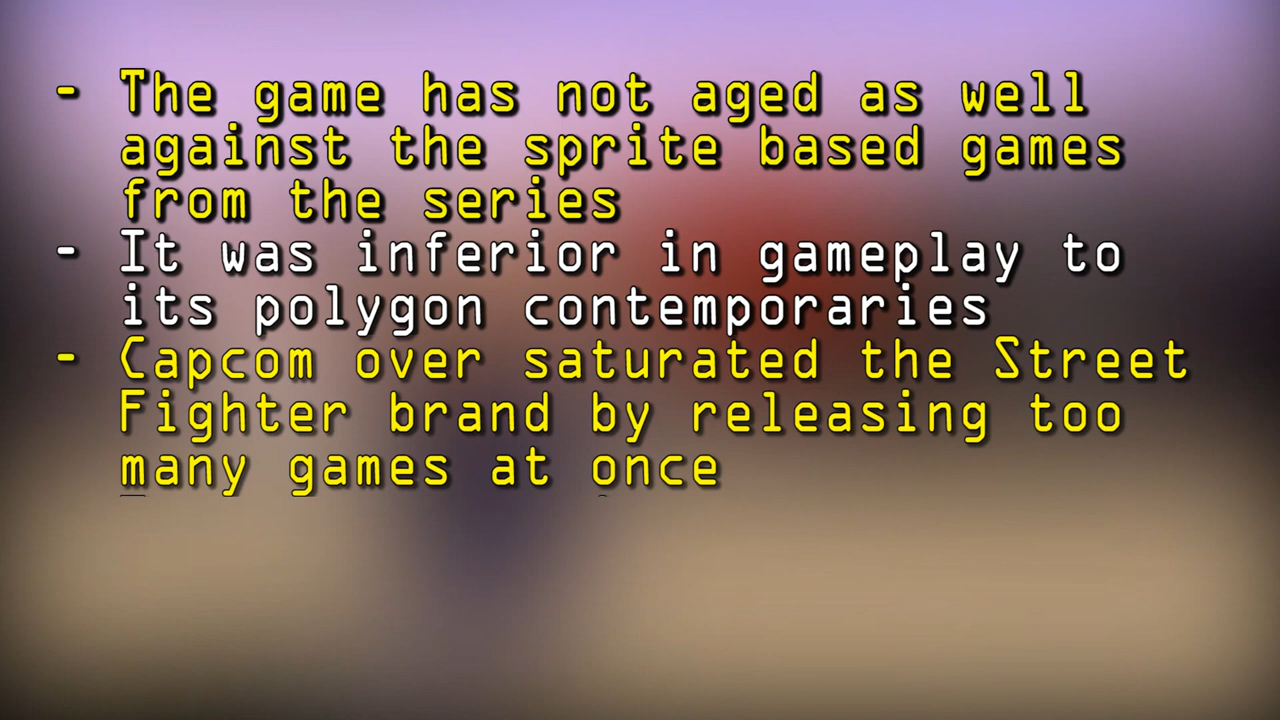 - The game has not aged as well
against the sprite based games
from the series
- It was inferior in gameplay to
its polygon contemporaries
- Capcom over saturated the Street
Fighter brand by releasing too
many games at once